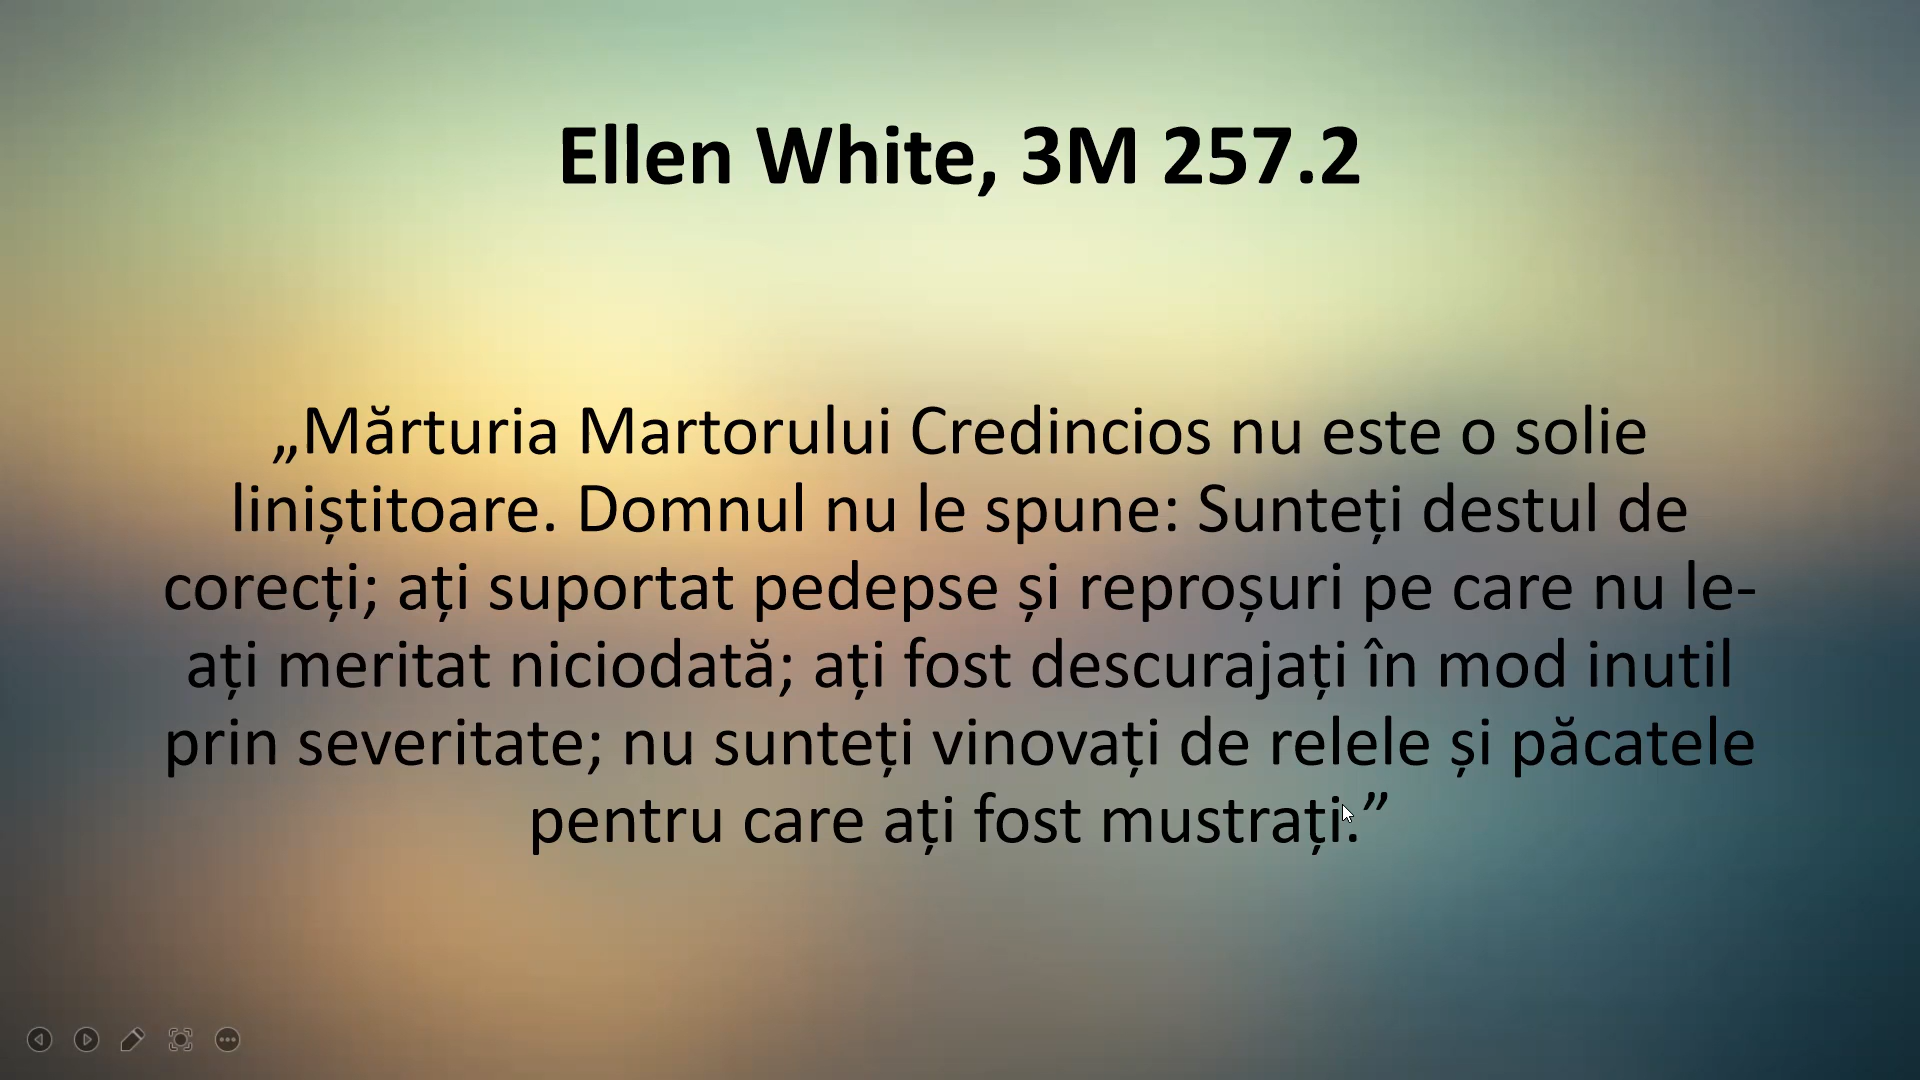 Ellen White, 3M 257.2
„Mărturia Martorului Credincios nu este o solie
liniștitoare. Domnul nu le spune: Sunteți destul de
corecți; ați suportat pedepse și reproșuri pe care nu le-
ați meritat niciodată; ați fost descurajați în mod inutil
prin severitate; nu sunteți vinovați de relele și păcatele
pentru care ați fost mustrați.”